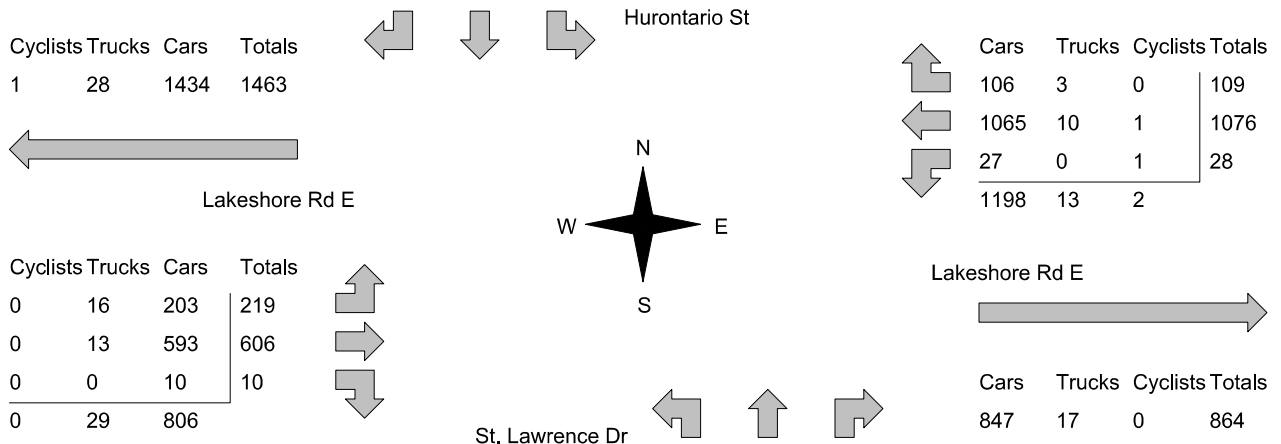 Hurontario St
Cyclists Trucks Cars Totals
1 28 1434 1463
Cars Trucks Cyclists Totals
106 3 0 109
1065 10 1 1076
27 0 1 28
1198 13 2
Lakeshore Rd E
N
W E
S
Cyclists Trucks Cars Totals
0 16 203 219
0 13 593 606
0 0 10 10
0 29 806
Lakeshore Rd E
Cars Trucks Cyclists Totals
847 17 0 864
St. Lawrence Dr